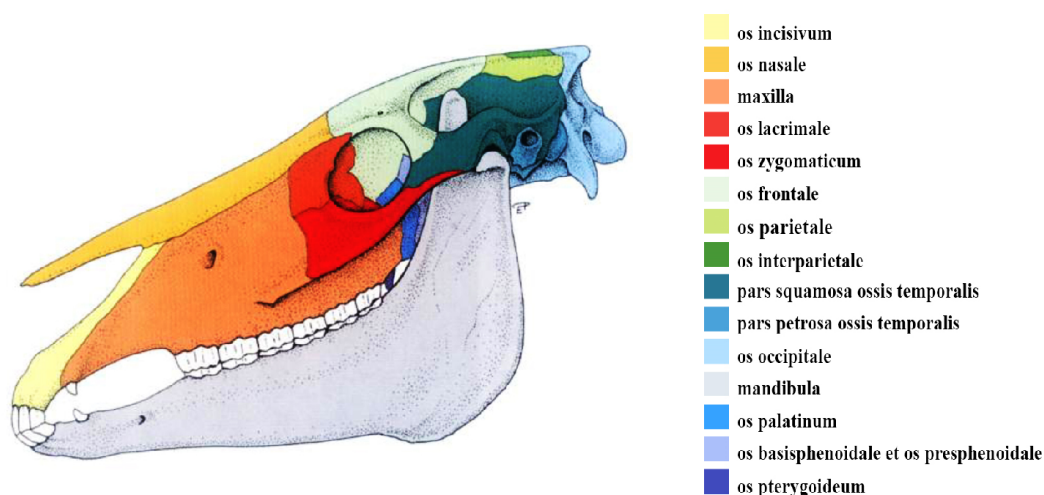 os incisivum
os nasale
maxilla
os lacrimale
os zygomaticum
os frontale
os parietale
os interparietale
pars squamosa ossis temporalis
pars petrosa ossis temporalis
os occipitale
mandibula
os palatinum
os basisphenoidale et os presphenoidale
os pterygoideum